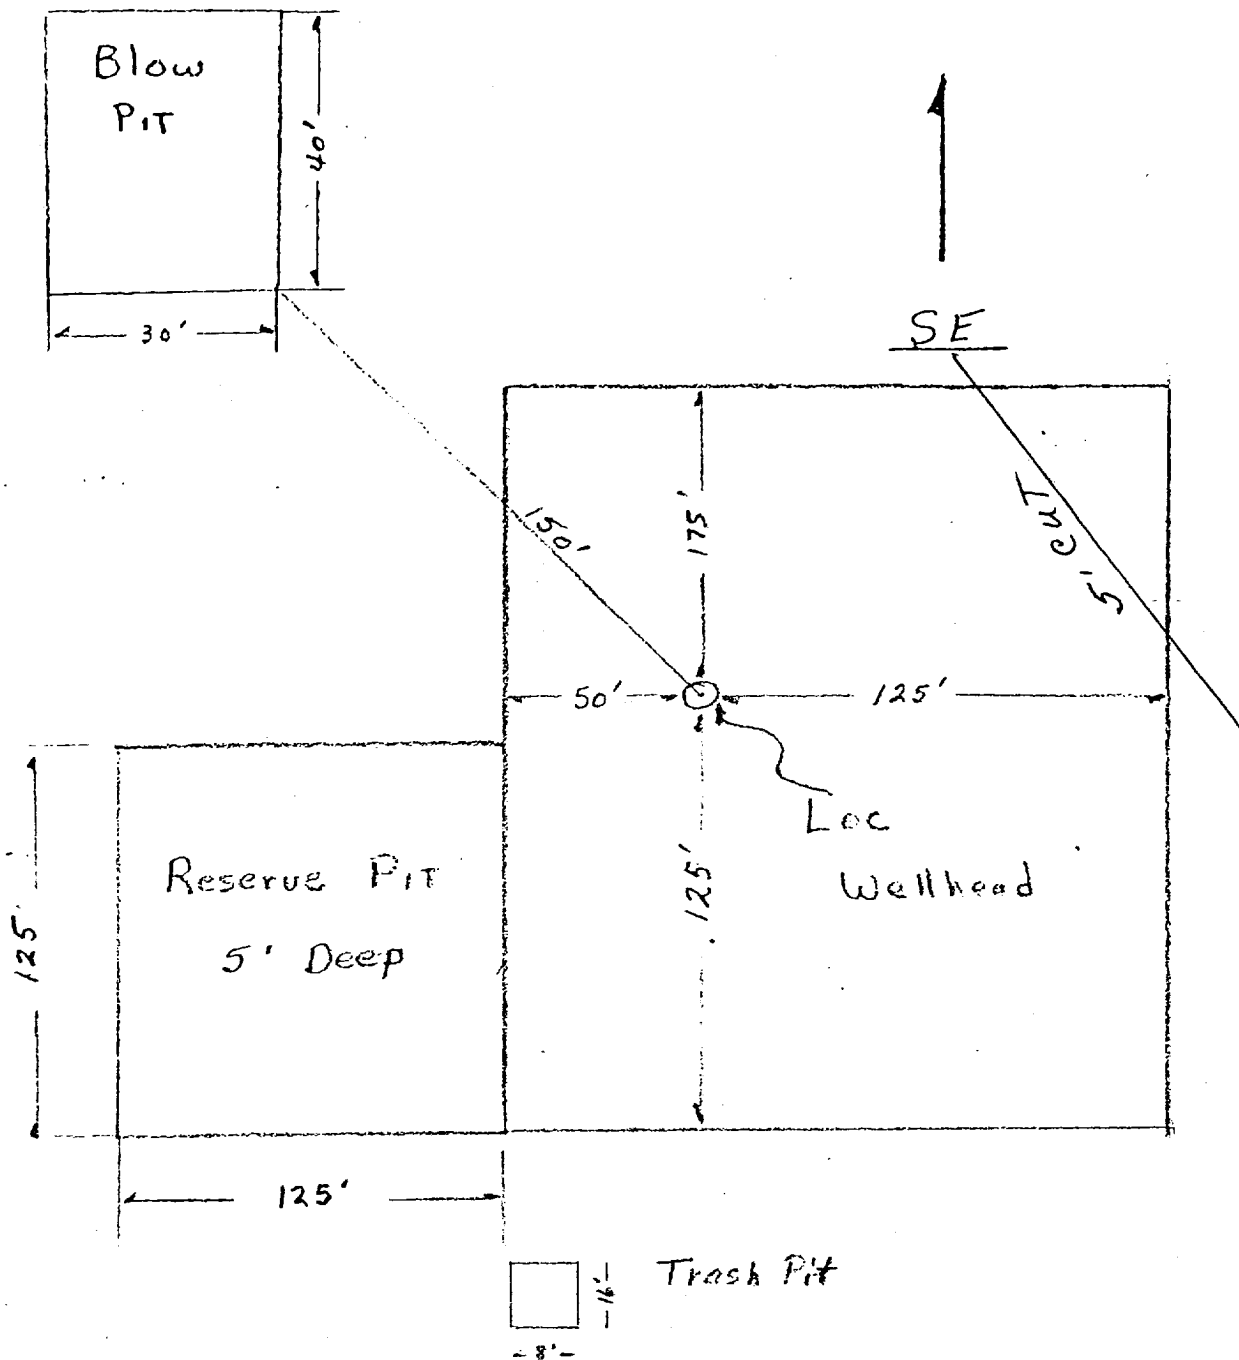 Blow
PIT
40'
30'
SE
5' CUT
175'
150'
50'
125'
Loc
Wellhead
125'
Reserve PIT
5' Deep
125'
125'
Trash Pit
16'
8'